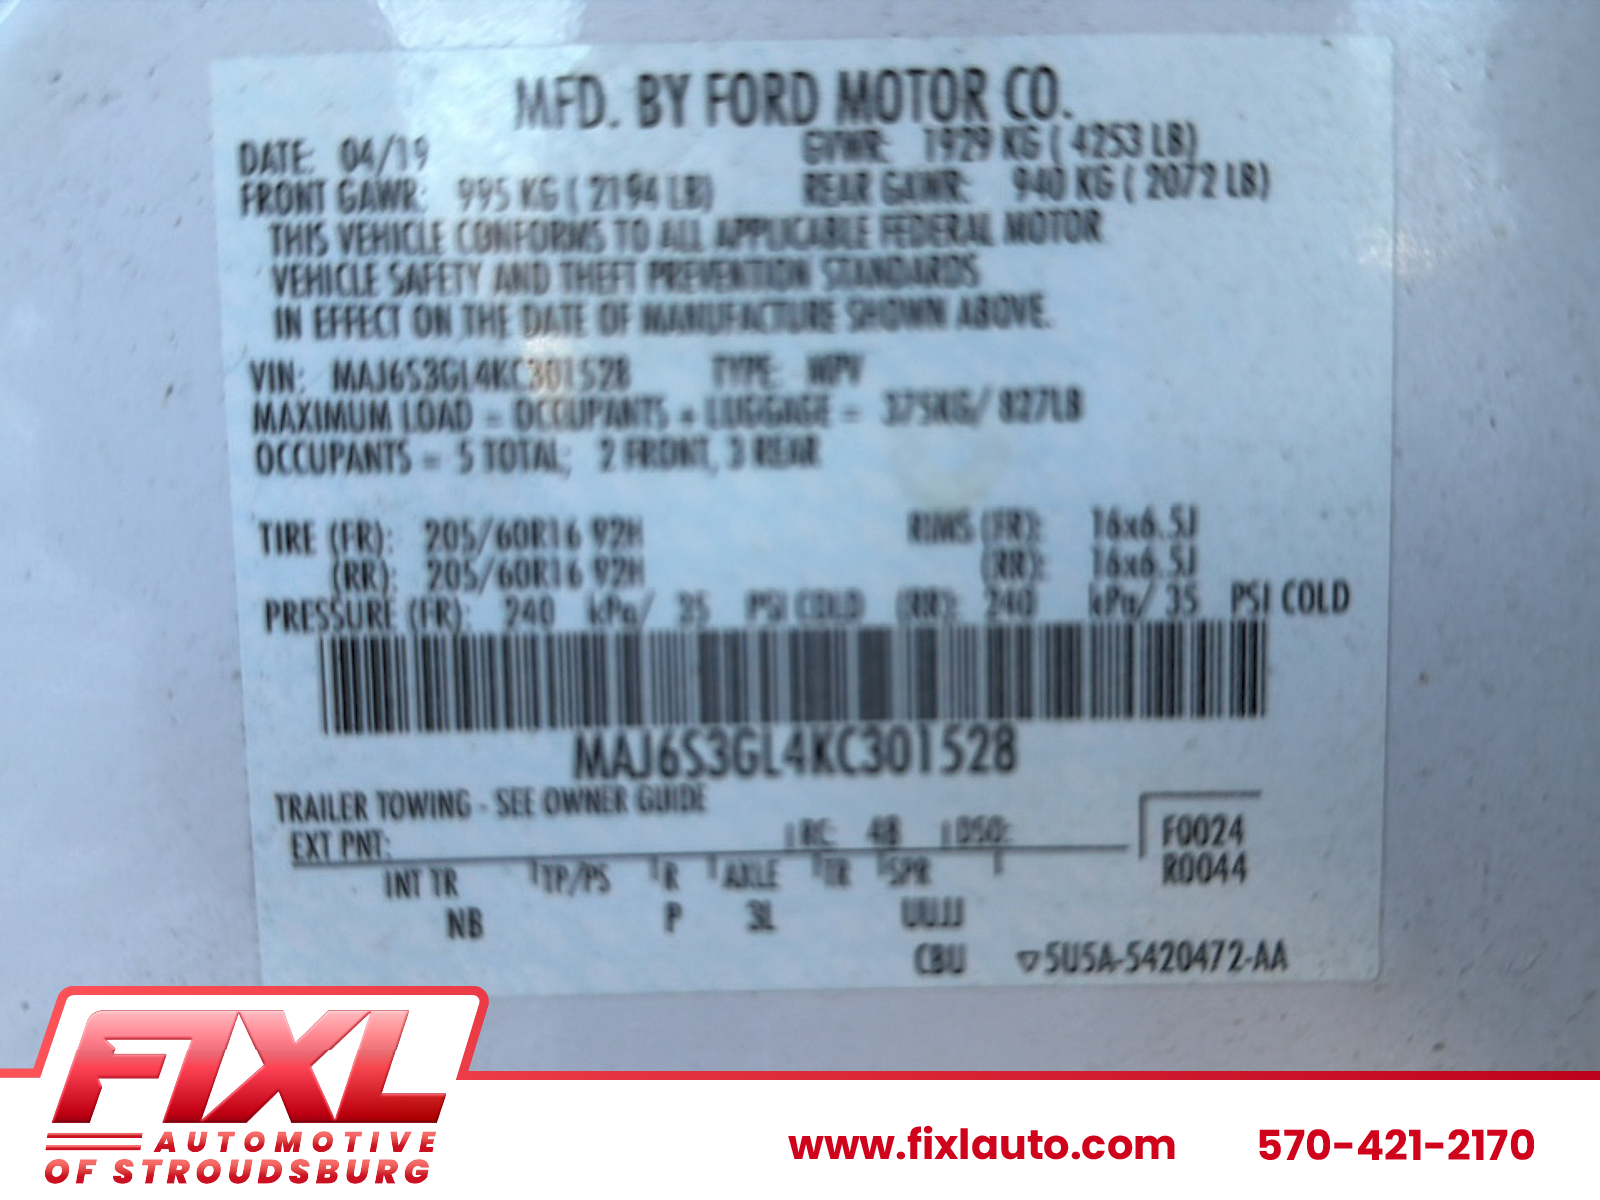 MFD. BY FORD MOTOR CO.
DATE: 04/19 GVWR: 1929 KG ( 4253 LB)
FRONT GAWR: 995 KG ( 2194 LB) REAR GAWR: 940 KG ( 2072 LB)
THIS VEHICLE CONFORMS TO ALL APPLICABLE FEDERAL MOTOR
VEHICLE SAFETY AND THEFT PREVENTION STANDARDS
IN EFFECT ON THE DATE OF MANUFACTURE SHOWN ABOVE.
VIN: MAJ6S3GL4KC301528 TYPE: MPV
MAXIMUM LOAD = OCCUPANTS + LUGGAGE = 375KG/ 827LB
OCCUPANTS = 5 TOTAL; 2 FRONT, 3 REAR
TIRE (FR): 205/60R16 92H RIMS (FR): 16x6.5J
(RR): 205/60R16 92H (RR): 16x6.5J
PRESSURE (FR): 240 kPa/ 35 PSI COLD (RR): 240 kPa/ 35 PSI COLD
MAJ6S3GL4KC301528
TRAILER TOWING - SEE OWNER GUIDE
EXT PNT: RC: 48 DSO: F0024
INT TR TP/PS R AXLE TR SPR R0044
NB P 3L UUJJ
CBU ▽5U5A-5420472-AA
FIXL
AUTOMOTIVE
OF STROUDSBURG
www.fixlauto.com 570-421-2170